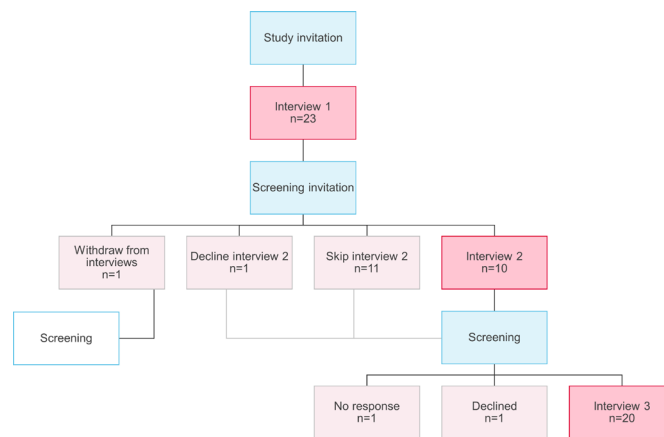 Study invitation
Interview 1
n=23
Screening invitation
Withdraw from
interviews
n=1
Decline interview 2
n=1
Skip interview 2
n=11
Interview 2
n=10
Screening
Screening
No response
n=1
Declined
n=1
Interview 3
n=20